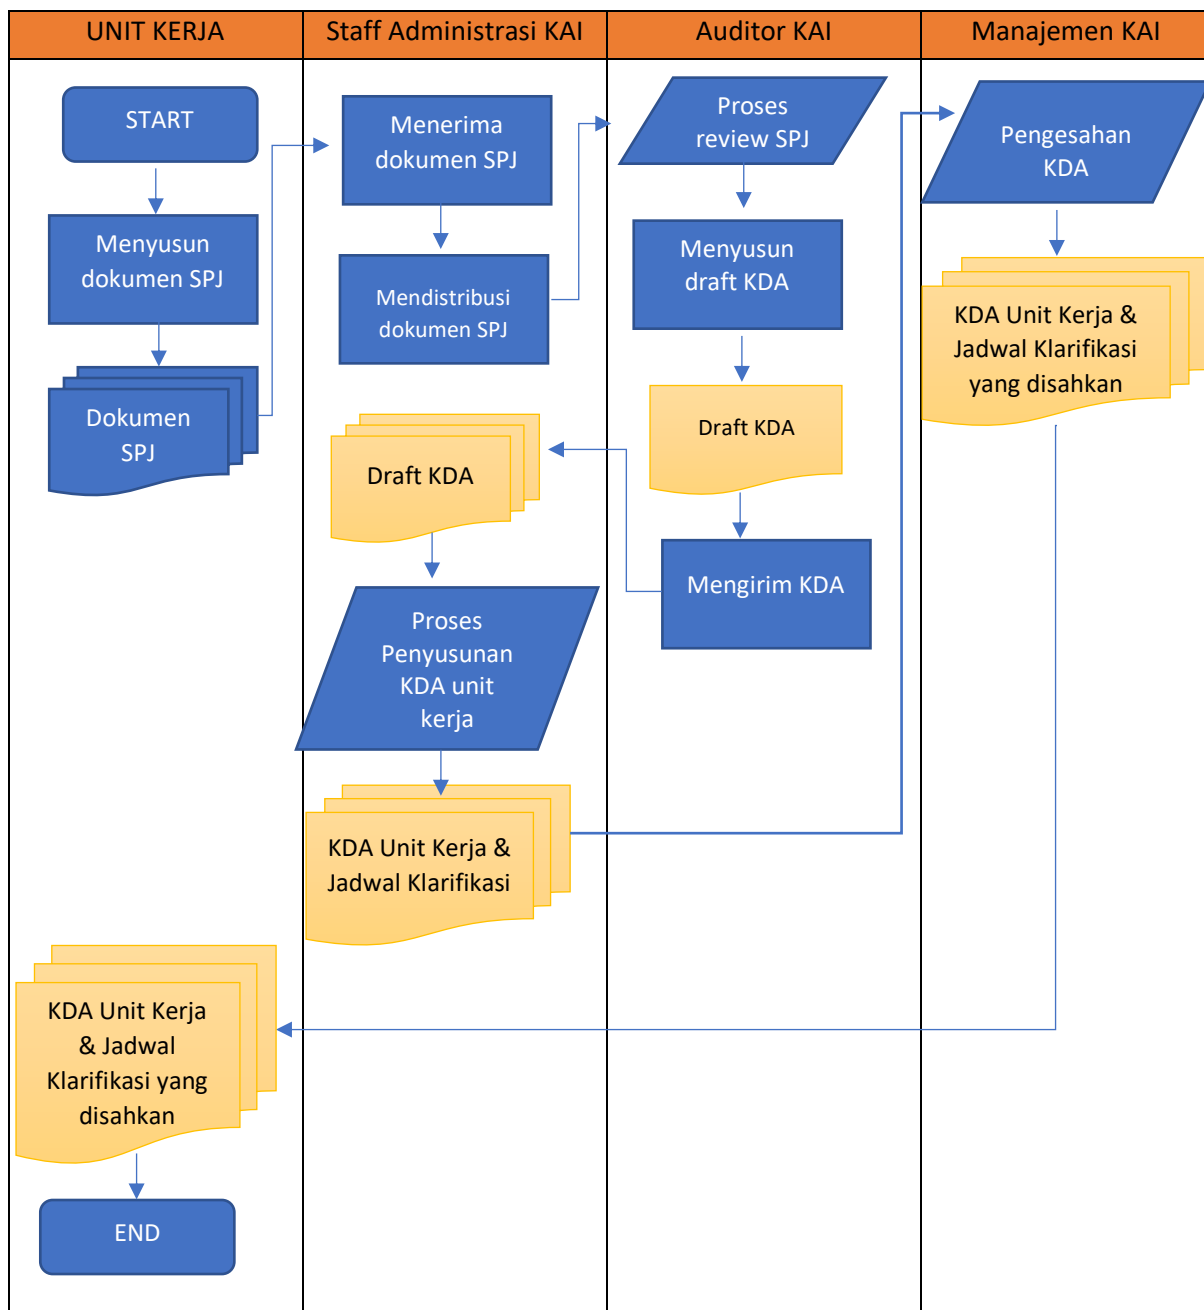 UNIT KERJA
Staff Administrasi KAI
Auditor KAI
Manajemen KAI
START
Menyusun
dokumen SPJ
Dokumen
SPJ
Menerima
dokumen SPJ
Mendistribusi
dokumen SPJ
Proses
review SPJ
Menyusun
draft KDA
Draft KDA
Mengirim KDA
Draft KDA
Proses
Penyusunan
KDA unit
kerja
KDA Unit Kerja &
Jadwal Klarifikasi
Pengesahan
KDA
KDA Unit Kerja &
Jadwal Klarifikasi
yang disahkan
KDA Unit Kerja
& Jadwal
Klarifikasi yang
disahkan
END